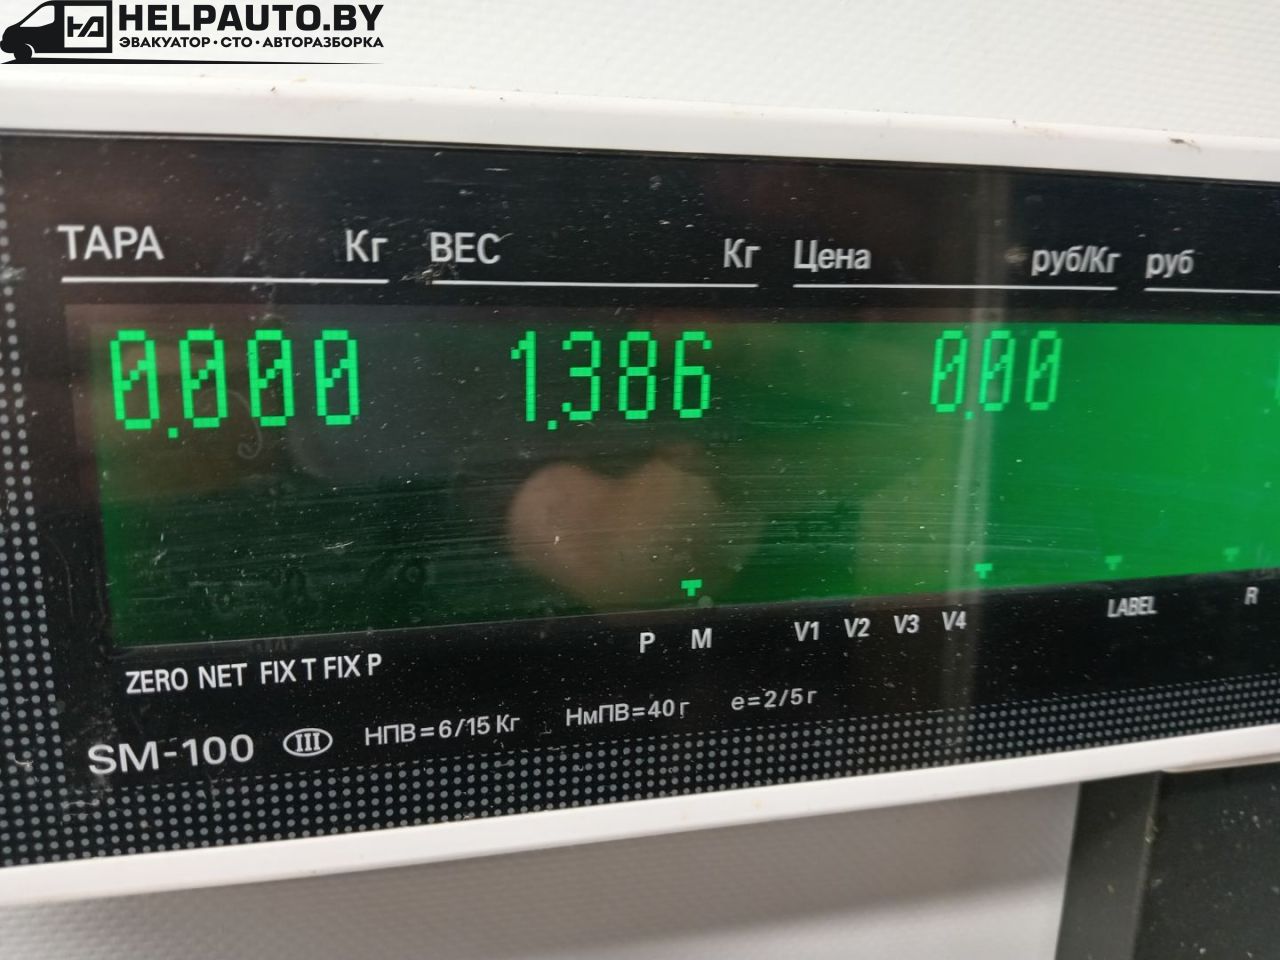 HELPAUTO.BY
ЭВАКУАТОР·СТО·АВТОРАЗБОРКА
ТАРА Кг ВЕС Кг Цена руб/Кг руб
0.000 1.386 0.00
P M V1 V2 V3 V4 LABEL R
ZERO NET FIX T FIX P
SM-100 III НПВ=6/15 Кг НмПВ=40 г e=2/5 г